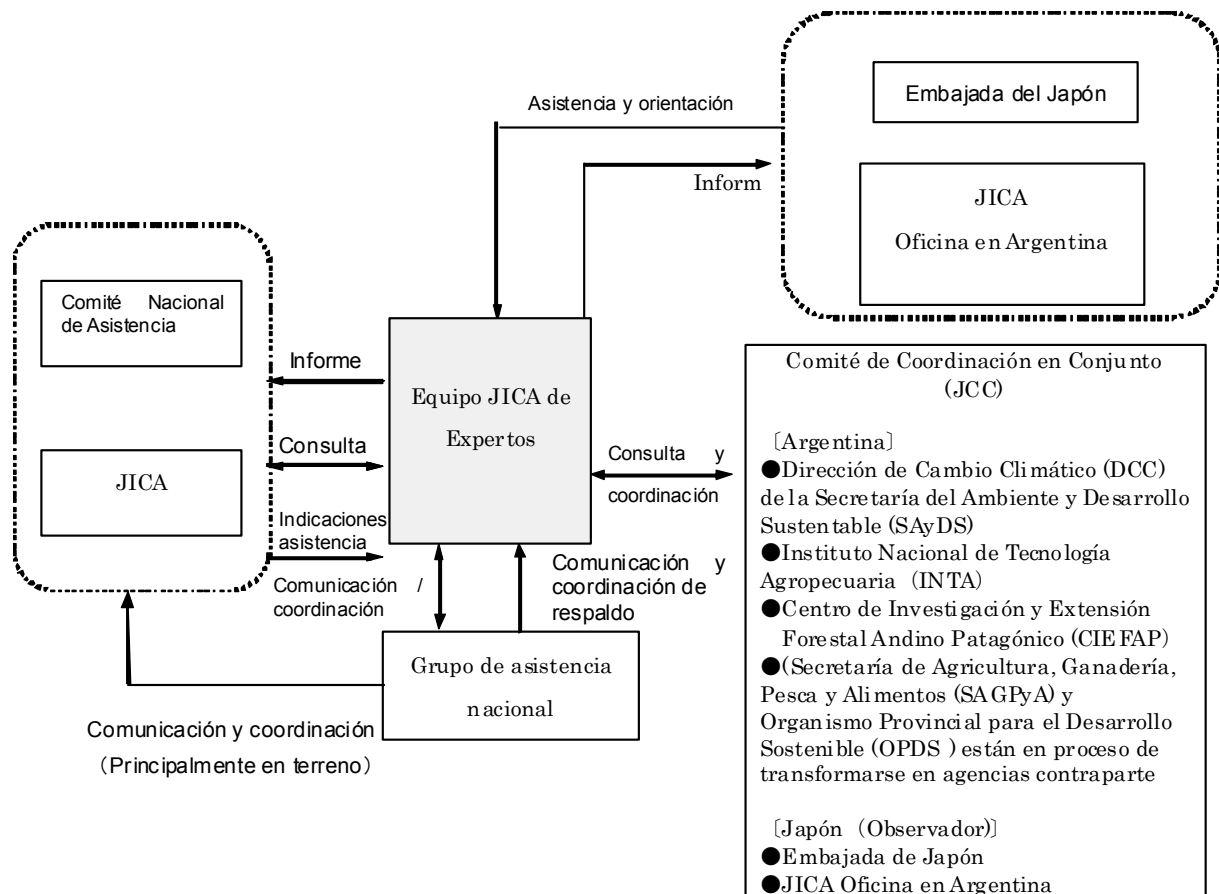 Asistencia y orientación
Embajada del Japón
Inform
JICA
Oficina en Argentina
Comité Nacional
de Asistencia
JICA
Informe
Consulta
Indicaciones
asistencia
Comunicación /
coordinación
Equipo JICA de
Expertos
Consulta y
coordinación
Comunicación y
coordinación de
respaldo
Grupo de asistencia
nacional
Comunicación y coordinación
(Principalmente en terreno)
Comité de Coordinación en Conjunto
(JCC)
〔Argentina〕
●Dirección de Cambio Climático (DCC)
de la Secretaría del Ambiente y Desarrollo
Sustentable (SAyDS)
●Instituto Nacional de Tecnología
Agropecuaria (INTA)
●Centro de Investigación y Extensión
Forestal Andino Patagónico (CIEFAP)
●(Secretaría de Agricultura, Ganadería,
Pesca y Alimentos (SAGPyA) y
Organismo Provincial para el Desarrollo
Sostenible (OPDS ) están en proceso de
transformarse en agencias contraparte
〔Japón (Observador)〕
●Embajada de Japón
●JICA Oficina en Argentina